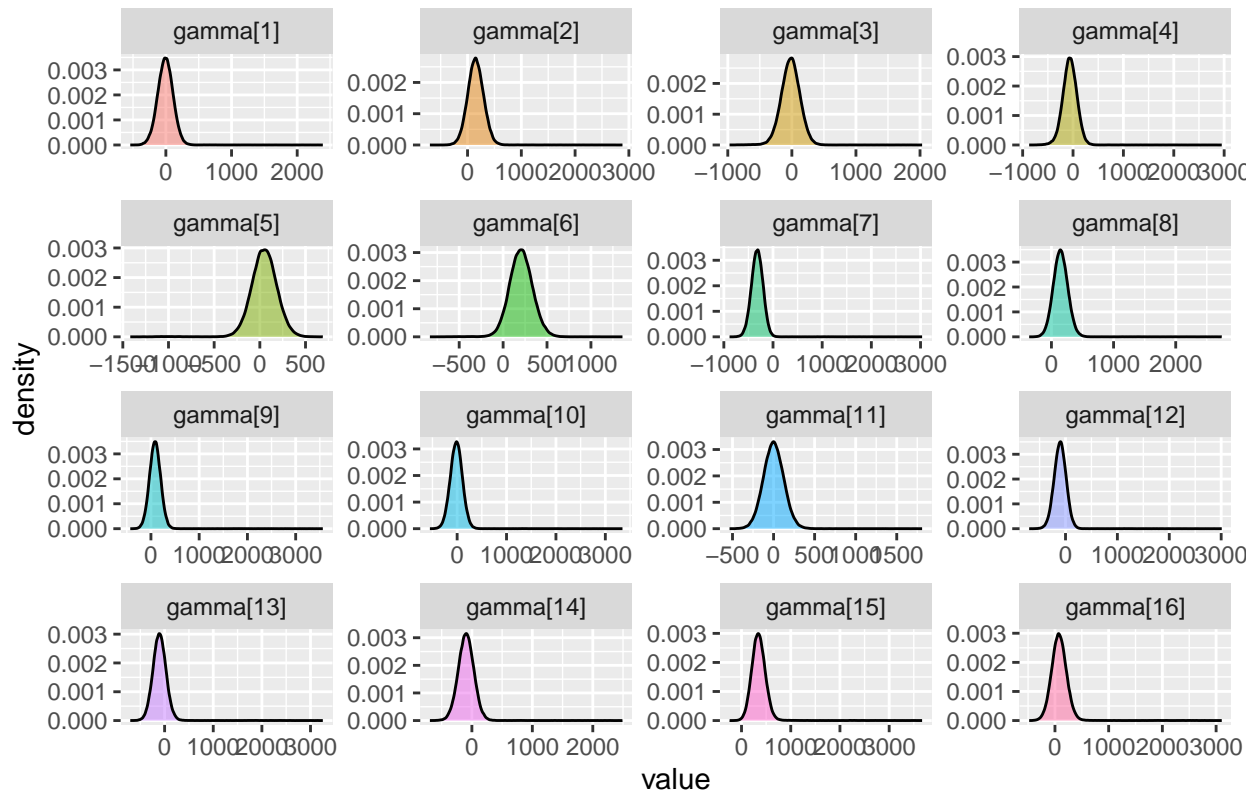 gamma[1] gamma[2] gamma[3] gamma[4]
0.003 0.002 0.001 0.000
0.002 0.001 0.000
0.002 0.001 0.000
0.003 0.002 0.001 0.000
0 1000 2000
0 1000 2000 3000
−1000 0 1000 2000
−1000 0 1000 2000 3000
gamma[5] gamma[6] gamma[7] gamma[8]
0.003 0.002 0.001 0.000
0.003 0.002 0.001 0.000
0.003 0.002 0.001 0.000
0.003 0.002 0.001 0.000
−1500 −1000 −500 0 500
−500 0 500 1000
−1000 0 1000 2000 3000
0 1000 2000
density
gamma[9] gamma[10] gamma[11] gamma[12]
0.003 0.002 0.001 0.000
0.003 0.002 0.001 0.000
0.003 0.002 0.001 0.000
0.003 0.002 0.001 0.000
0 1000 2000 3000
0 1000 2000 3000
−500 0 500 1000 1500
0 1000 2000 3000
gamma[13] gamma[14] gamma[15] gamma[16]
0.003 0.002 0.001 0.000
0.003 0.002 0.001 0.000
0.003 0.002 0.001 0.000
0.003 0.002 0.001 0.000
0 1000 2000 3000
0 1000 2000
0 1000 2000 3000
0 1000 2000 3000
value